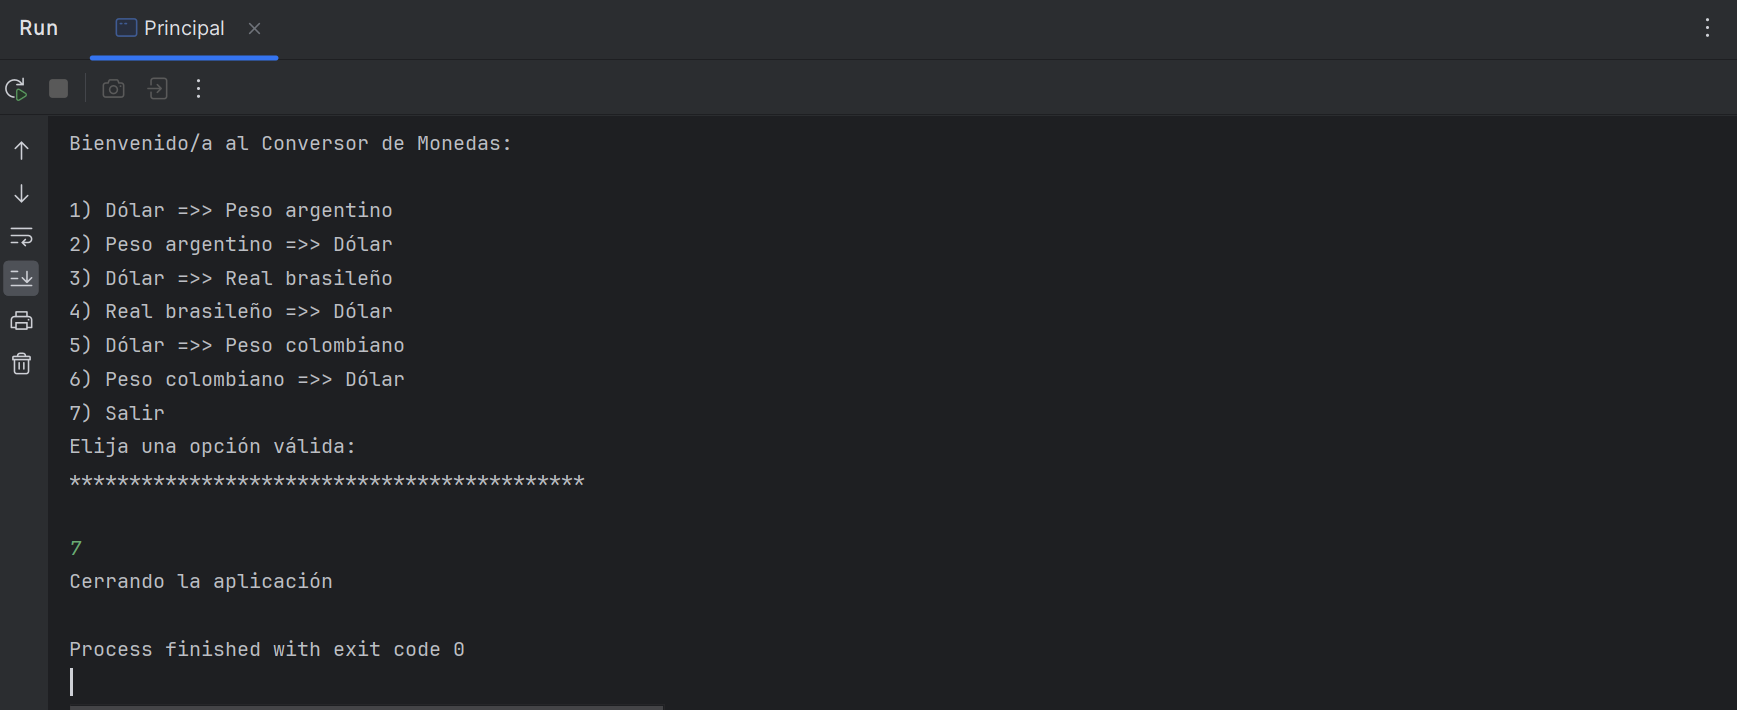 Run Principal
Bienvenido/a al Conversor de Monedas:
1) Dólar =>> Peso argentino
2) Peso argentino =>> Dólar
3) Dólar =>> Real brasileño
4) Real brasileño =>> Dólar
5) Dólar =>> Peso colombiano
6) Peso colombiano =>> Dólar
7) Salir
Elija una opción válida:
*******************************************
7
Cerrando la aplicación
Process finished with exit code 0